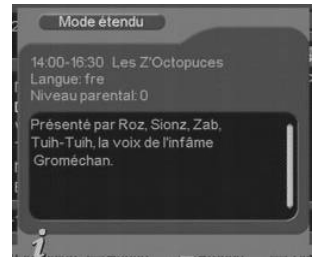 Mode étendu
14:00-16:30 Les Z'Octopuces
Langue: fre
Niveau parental: 0
Présenté par Roz, Sionz, Zab,
Tuih-Tuih, la voix de l'infâme
Groméchan.
i